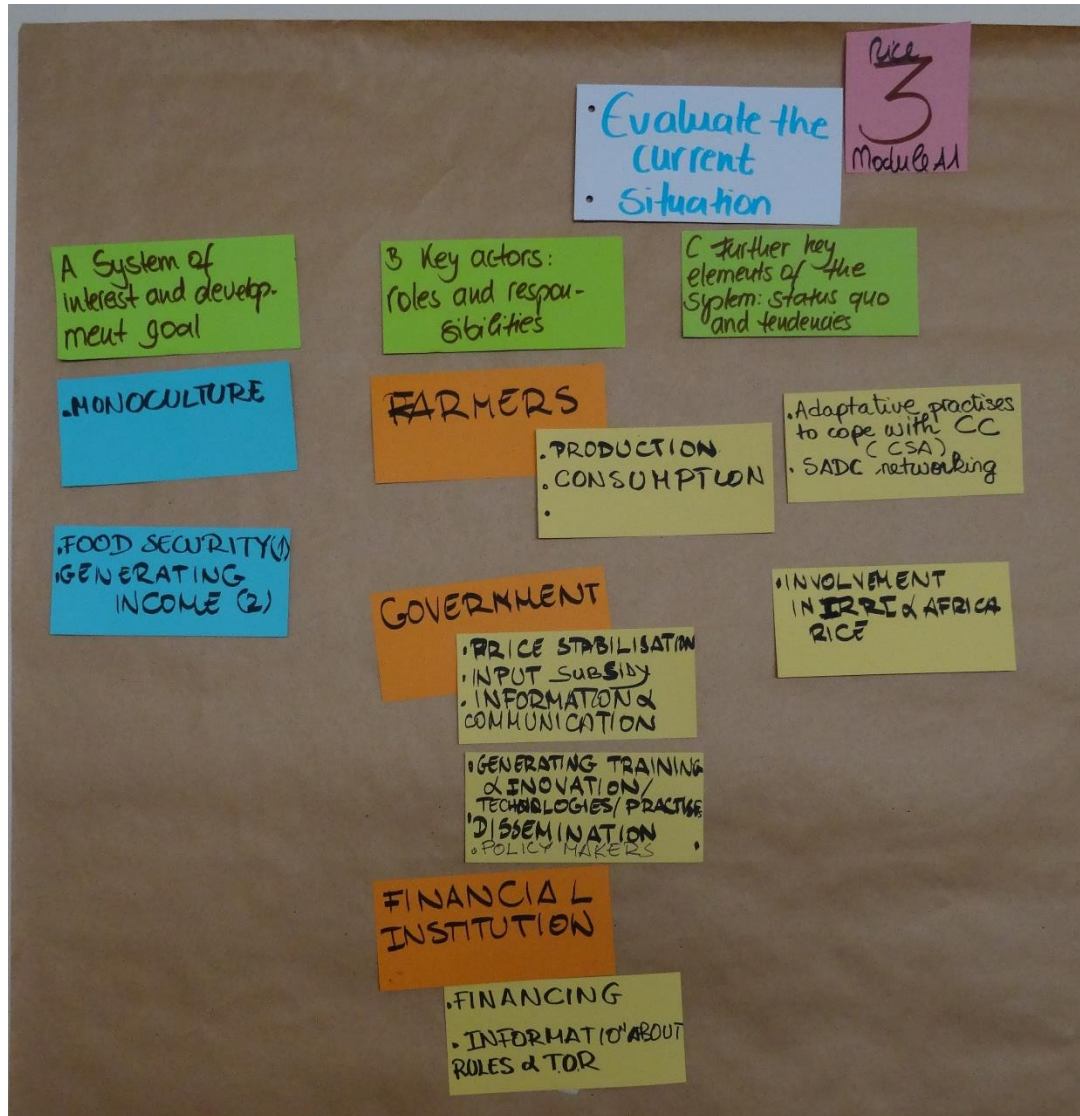 Rice
3
Module A1
• Evaluate the
current
• situation
A System of
interest and develop-
ment goal
B Key actors:
roles and respon-
sibilities
C Further key
elements of the
system: status quo
and tendencies
.MONOCULTURE
.FOOD SECURITY(1)
.GENERATING
INCOME (2)
FARMERS
.PRODUCTION
.CONSUMPTION
.
GOVERNMENT
.PRICE STABILISATION
.INPUT SUBSIDY
.INFORMATION &
COMMUNICATION
.GENERATING TRAINING
& INOVATION/
TECHNOLOGIES/PRACTISE
.DISSEMINATION
.POLICY MAKERS
FINANCIAL
INSTITUTION
.FINANCING
.INFORMATION ABOUT
RULES & TOR
.Adaptative practises
to cope with CC
(CSA)
. SADC networking
.INVOLVEMENT
IN IRRI & AFRICA
RICE